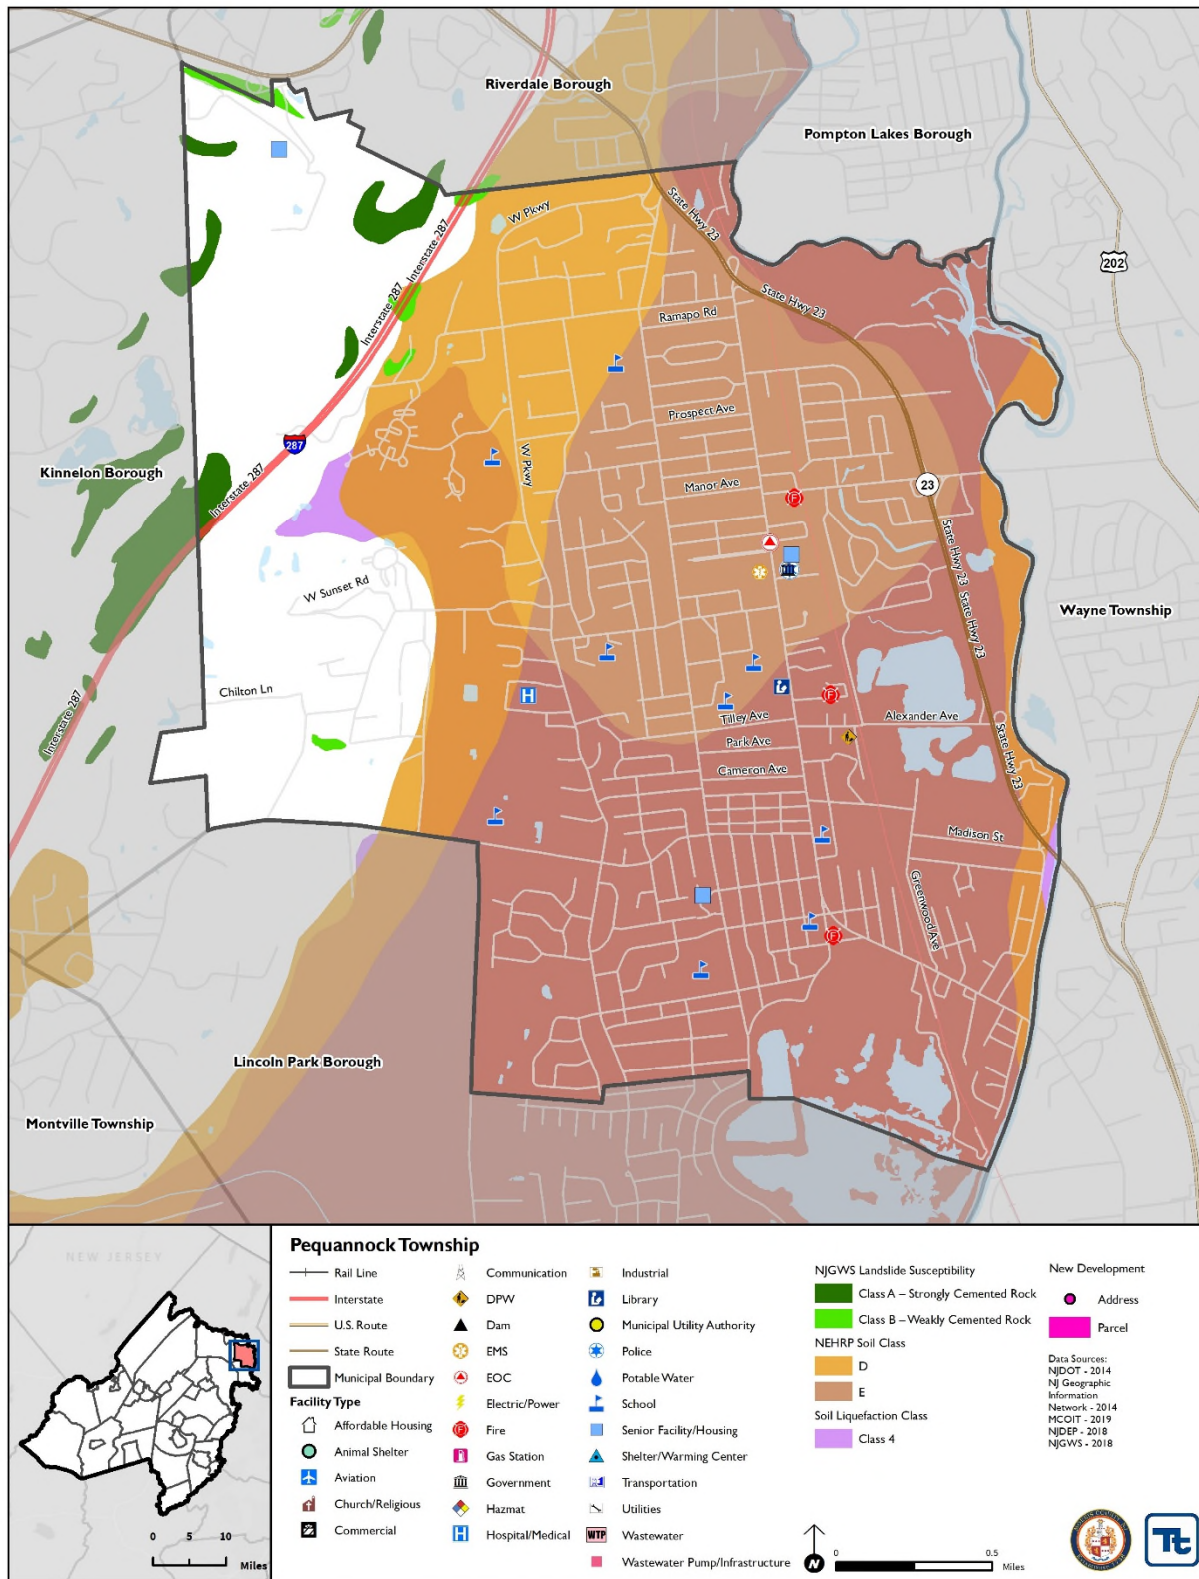 Riverdale Borough
Pompton Lakes Borough
W Pkwy
State Hwy 23
202
Interstate 287
Interstate 287
State Hwy 23
Ramapo Rd
Prospect Ave
287
W Pkwy
Kinnelon Borough
Interstate 287
Manor Ave
F
23
State Hwy 23
State Hwy 23
W Sunset Rd
Wayne Township
State Hwy 23
Chilton Ln
H
F
Tilley Ave
Alexander Ave
Interstate 287
Park Ave
State Hwy 23
Cameron Ave
Madison St
Greenwood Ave
F
Lincoln Park Borough
Montville Township
NEW JERSEY
0 5 10
Miles
Pequannock Township
Rail Line
Interstate
U.S. Route
State Route
Municipal Boundary
Facility Type
Affordable Housing
Animal Shelter
Aviation
Church/Religious
Commercial
Communication
DPW
Dam
EMS
EOC
Electric/Power
F Fire
Gas Station
Government
Hazmat
H Hospital/Medical
Industrial
Library
Municipal Utility Authority
Police
Potable Water
School
Senior Facility/Housing
Shelter/Warming Center
Transportation
Utilities
WTP Wastewater
Wastewater Pump/Infrastructure
NJGWS Landslide Susceptibility
Class A – Strongly Cemented Rock
Class B – Weakly Cemented Rock
NEHRP Soil Class
D
E
Soil Liquefaction Class
Class 4
New Development
Address
Parcel
Data Sources:
NJDOT - 2014
NJ Geographic
Information
Network - 2014
MCOIT - 2019
NJDEP - 2018
NJGWS - 2018
N
0 0.5
Miles
Tt